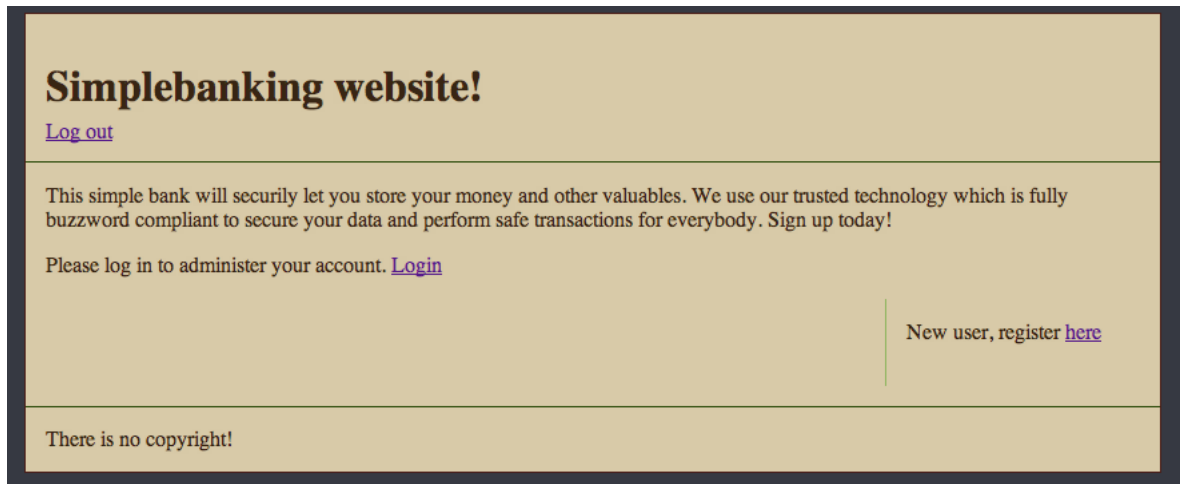 Simplebanking website!
Log out
This simple bank will securily let you store your money and other valuables. We use our trusted technology which is fully
buzzword compliant to secure your data and perform safe transactions for everybody. Sign up today!
Please log in to administer your account. Login
New user, register here
There is no copyright!